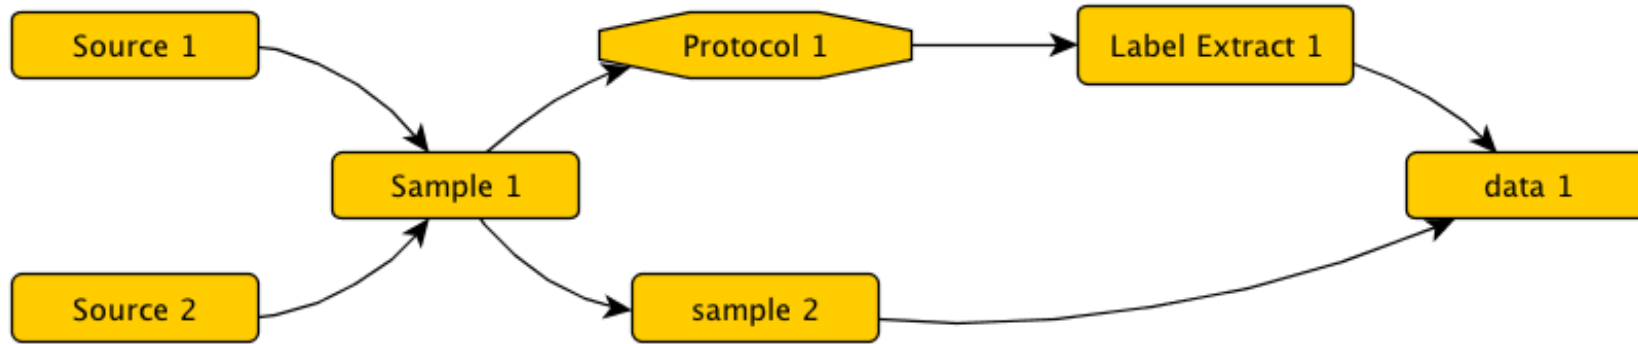 Source 1
Protocol 1
Label Extract 1
Sample 1
data 1
Source 2
sample 2